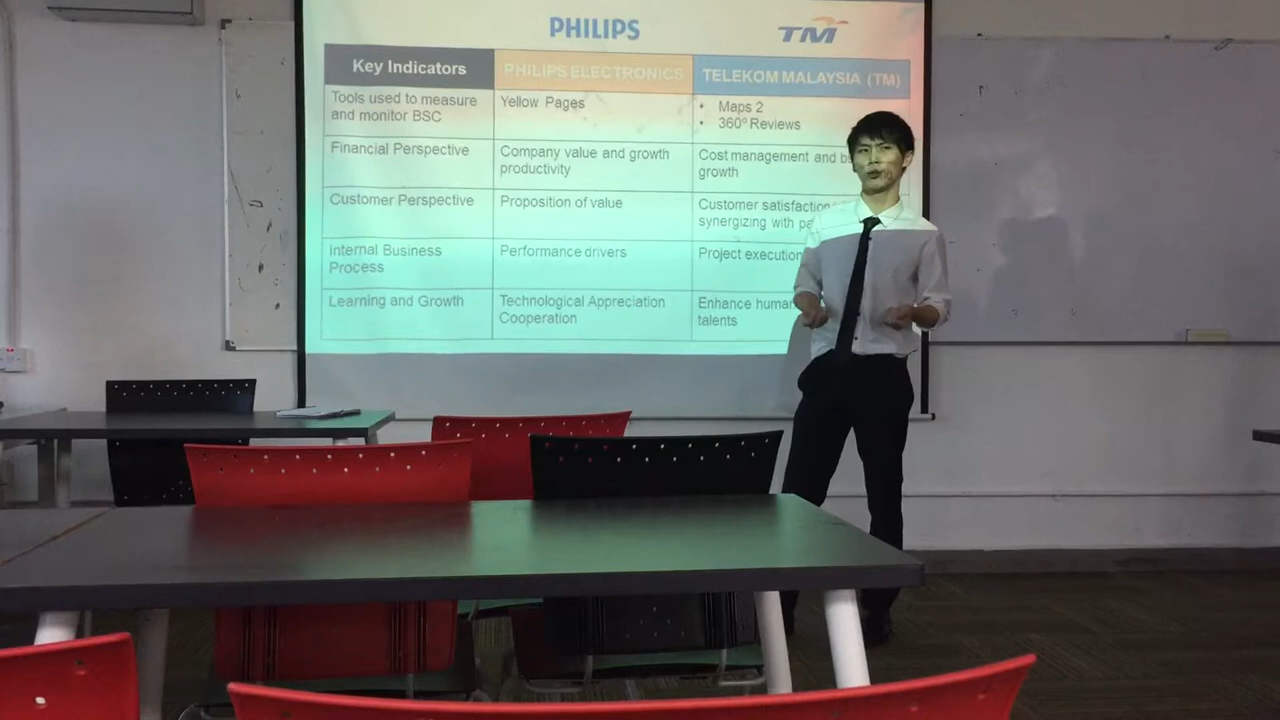 PHILIPS
TM
Key Indicators
PHILIPS ELECTRONICS
TELEKOM MALAYSIA (TM)
Tools used to measure
and monitor BSC
Yellow Pages
• Maps 2
• 360º Reviews
Financial Perspective
Company value and growth
productivity
Cost management and
growth
Customer Perspective
Proposition of value
Customer satisfaction
synergizing with
Internal Business
Process
Performance drivers
Project execution
Learning and Growth
Technological Appreciation
Cooperation
Enhance human
talents